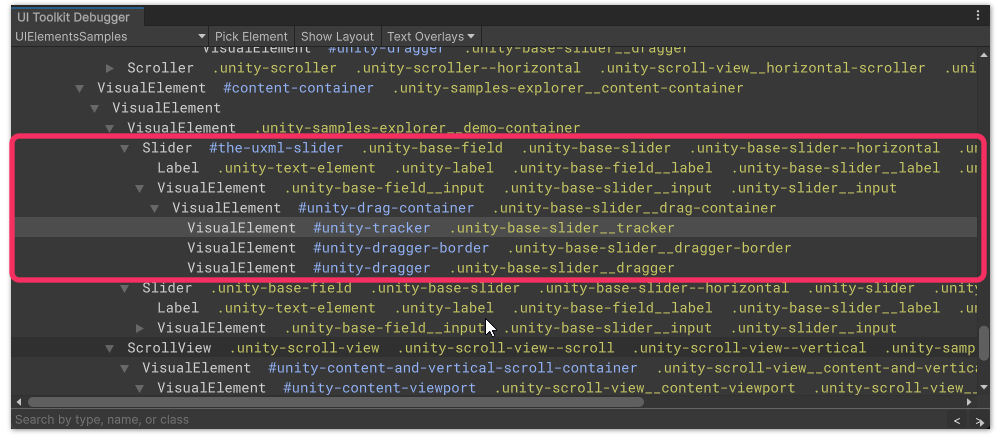 UI Toolkit Debugger
UIElementsSamples Pick Element Show Layout Text Overlays
VisualElement #unity-dragger .unity-base-slider__dragger
Scroller .unity-scroller .unity-scroller--horizontal .unity-scroll-view__horizontal-scroller .uni
VisualElement #content-container .unity-samples-explorer__content-container
VisualElement
VisualElement .unity-samples-explorer__demo-container
Slider #the-uxml-slider .unity-base-field .unity-base-slider .unity-base-slider--horizontal .un
Label .unity-text-element .unity-label .unity-base-field__label .unity-base-slider__label .un
VisualElement .unity-base-field__input .unity-base-slider__input .unity-slider__input
VisualElement #unity-drag-container .unity-base-slider__drag-container
VisualElement #unity-tracker .unity-base-slider__tracker
VisualElement #unity-dragger-border .unity-base-slider__dragger-border
VisualElement #unity-dragger .unity-base-slider__dragger
Slider .unity-base-field .unity-base-slider .unity-base-slider--horizontal .unity-slider .unity
Label .unity-text-element .unity-label .unity-base-field__label .unity-base-slider__label .un
VisualElement .unity-base-field__input .unity-base-slider__input .unity-slider__input
ScrollView .unity-scroll-view .unity-scroll-view--scroll .unity-scroll-view--vertical .unity-samp
VisualElement #unity-content-and-vertical-scroll-container .unity-scroll-view__content-and-vertica
VisualElement #unity-content-viewport .unity-scroll-view__content-viewport .unity-scroll-view__
Search by type, name, or class < >